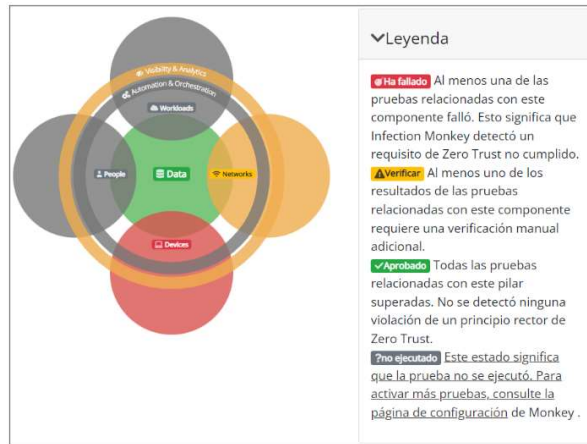 Visibility & Analytics
Automation & Orchestration
Workloads
People
Data
Networks
Devices
Leyenda
Ha fallado Al menos una de las
pruebas relacionadas con este
componente falló. Esto significa que
Infection Monkey detectó un
requisito de Zero Trust no cumplido.
Verificar Al menos uno de los
resultados de las pruebas
relacionadas con este componente
requiere una verificación manual
adicional.
Aprobado Todas las pruebas
relacionadas con este pilar
superadas. No se detectó ninguna
violación de un principio rector de
Zero Trust.
?no ejecutado Este estado significa
que la prueba no se ejecutó. Para
activar más pruebas, consulte la
página de configuración de Monkey .